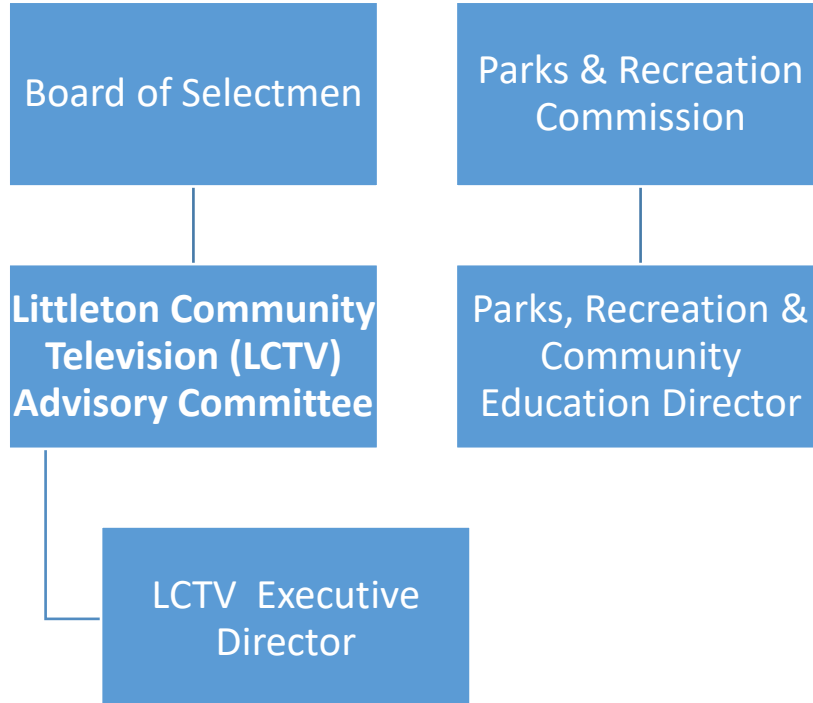 Board of Selectmen
Parks & Recreation
Commission
Littleton Community
Television (LCTV)
Advisory Committee
Parks, Recreation &
Community
Education Director
LCTV  Executive
Director